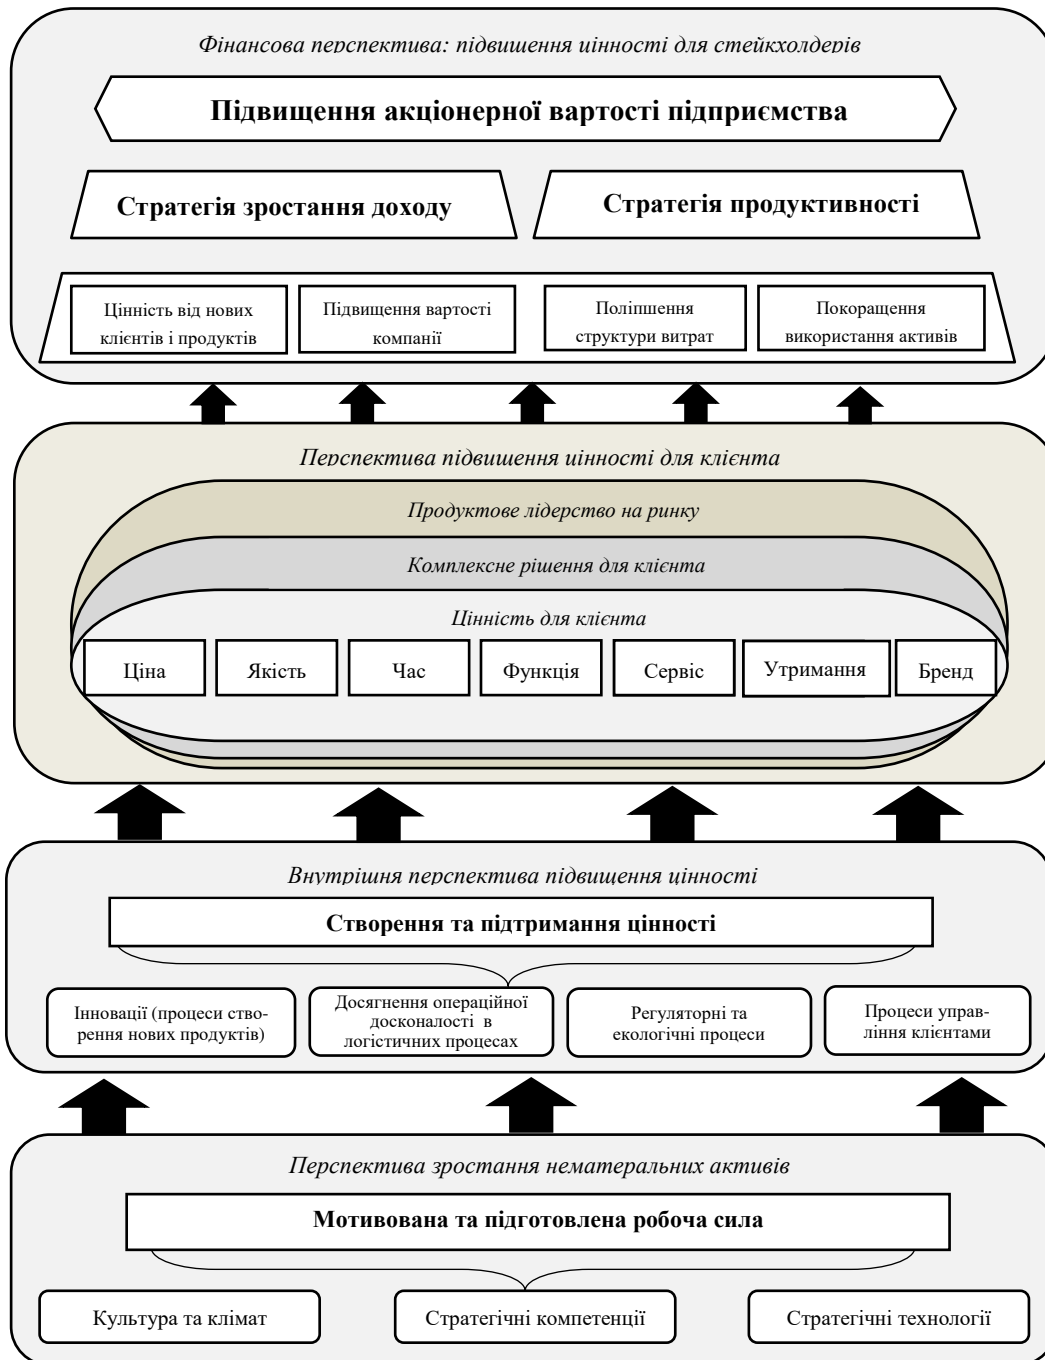 Фінансова перспектива: підвишення цінності для стейкхолдерів
Підвищення акціонерної вартості підприємства
Стратегія зростання доходу
Стратегія продуктивності
Цінність від нових
клієнтів і продуктів
Підвищення вартості
компанії
Поліпшення
структури витрат
Покоращення
використання активів
Перспектива підвишення цінності для клієнта
Продуктове лідерство на ринку
Комплексне рішення для клієнта
Цінність для клієнта
Ціна
Якість
Час
Функція
Сервіс
Утримання
Бренд
Внутрішня перспектива підвищення цінності
Створення та підтримання цінності
Інновації (процеси ство-
рення нових продуктів)
Досягнення операційної
досконалості в
логістичних процесах
Регуляторні та
екологічні процеси
Процеси управ-
ління клієнтами
Перспектива зростання нематеральних активів
Мотивована та підготовлена робоча сила
Культура та клімат
Стратегічні компетенції
Стратегічні технології